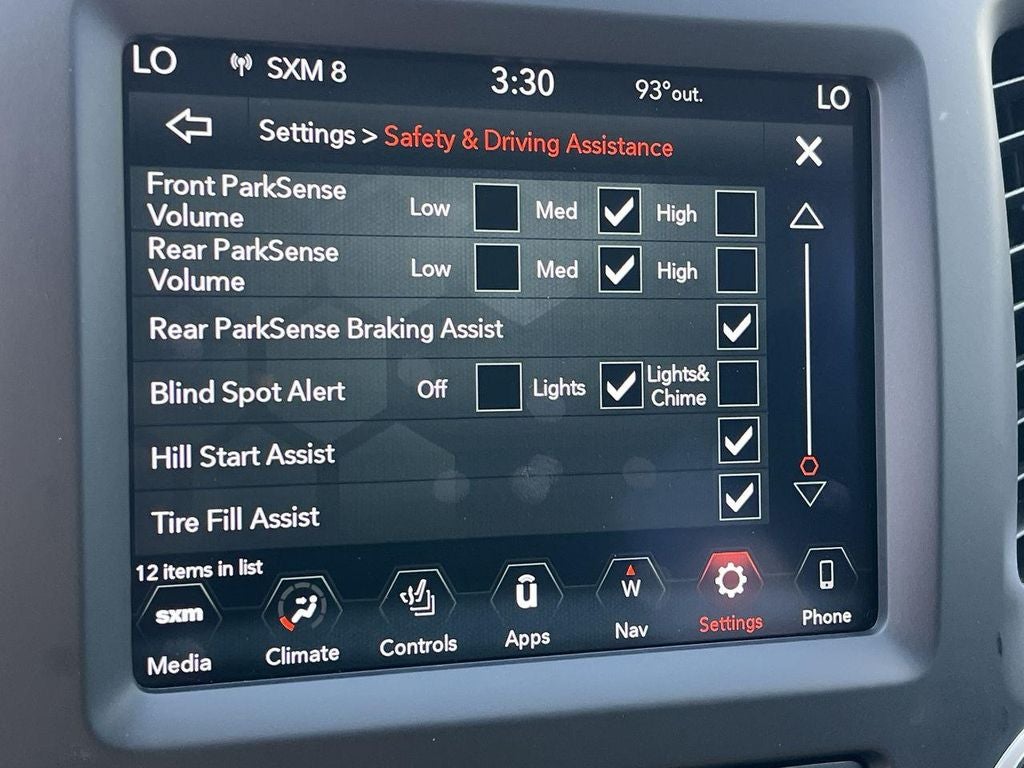 LO SXM 8 3:30 93°out. LO
Settings > Safety & Driving Assistance X
Front ParkSense
Volume Low Med High
Rear ParkSense
Volume Low Med High
Rear ParkSense Braking Assist
Blind Spot Alert Off Lights Lights&
Chime
Hill Start Assist
Tire Fill Assist
12 items in list
sxm û W
Media Climate Controls Apps Nav Settings Phone